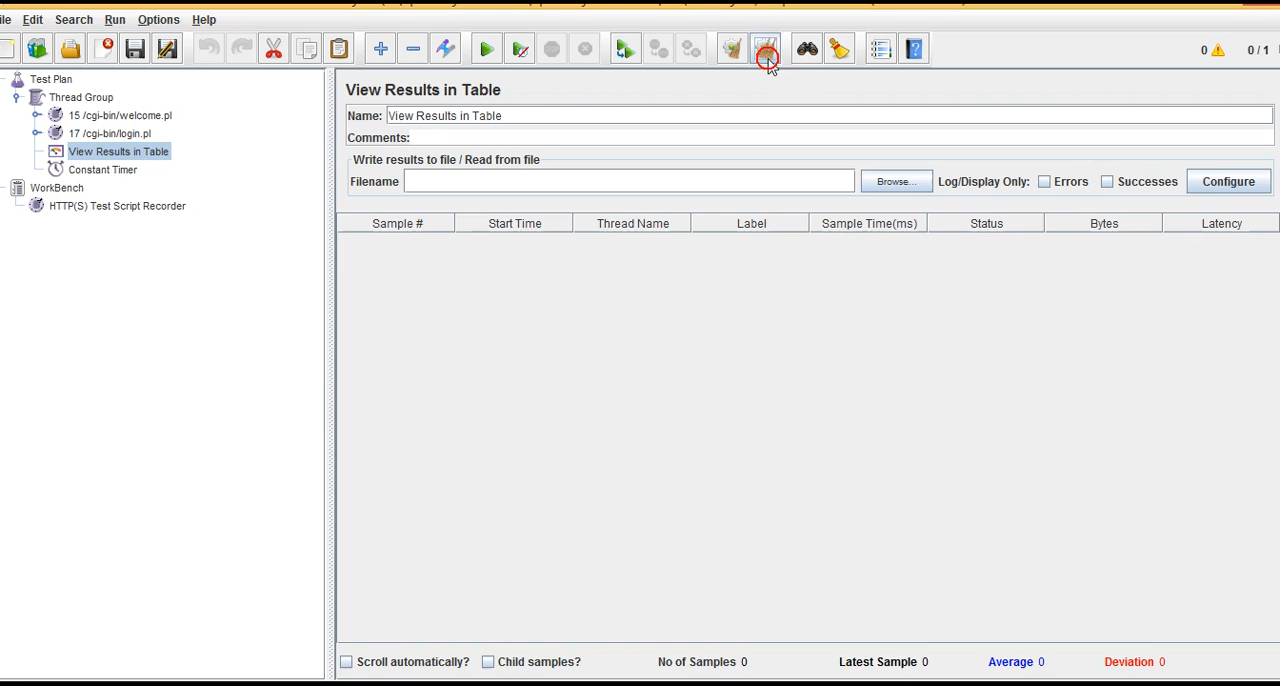 ile Edit Search Run Options Help
0 0 / 1
Test Plan
Thread Group
15 /cgi-bin/welcome.pl
17 /cgi-bin/login.pl
View Results in Table
Constant Timer
WorkBench
HTTP(S) Test Script Recorder
View Results in Table
Name: View Results in Table
Comments:
Write results to file / Read from file
Filename Browse... Log/Display Only: Errors Successes Configure
Sample # Start Time Thread Name Label Sample Time(ms) Status Bytes Latency
Scroll automatically? Child samples? No of Samples 0 Latest Sample 0 Average 0 Deviation 0